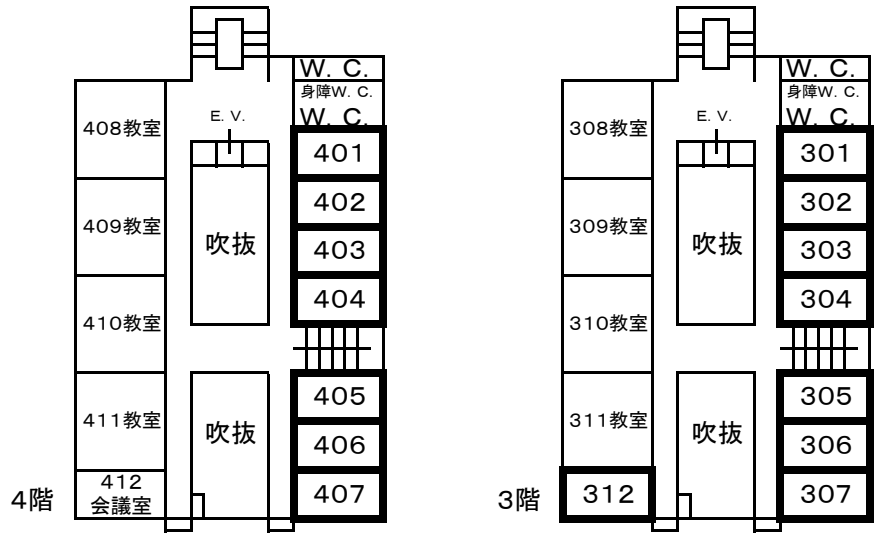 W. C.
身障W. C.
W. C.
E. V.
408教室
401
402
409教室
吹抜
403
404
410教室
405
411教室
吹抜
406
412
会議室
407
4階
W. C.
身障W. C.
W. C.
E. V.
308教室
301
302
309教室
吹抜
303
304
310教室
305
311教室
吹抜
306
312
307
3階